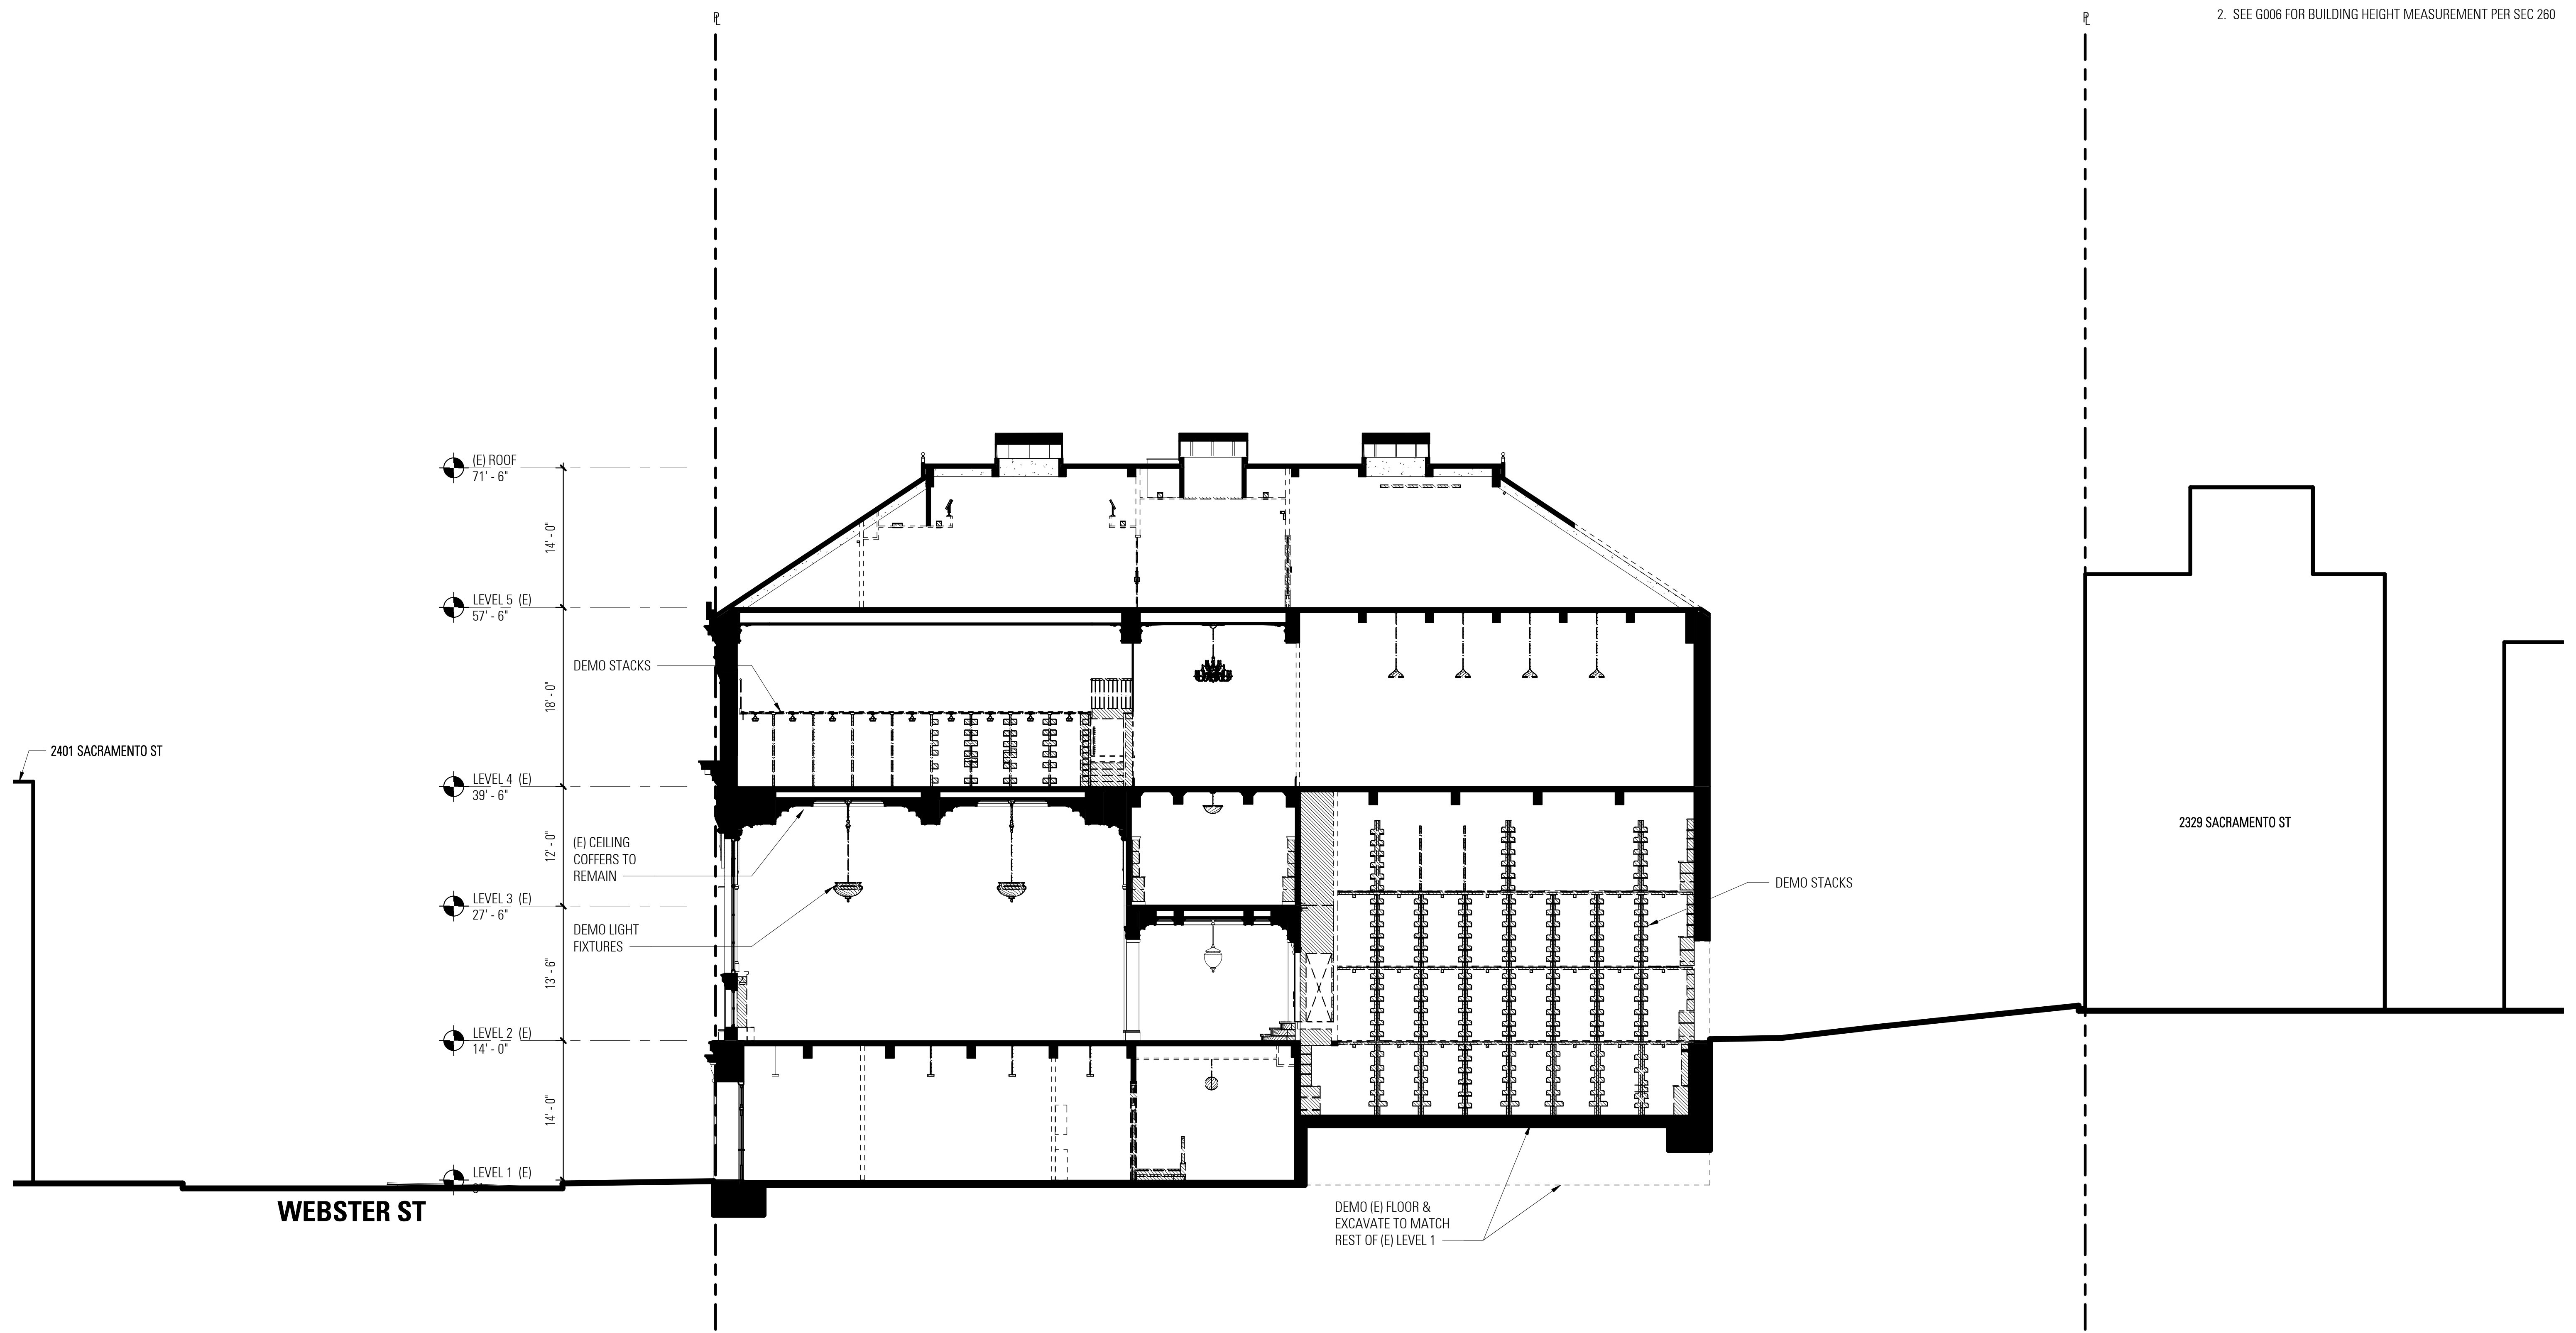 PL
PL
2. SEE G006 FOR BUILDING HEIGHT MEASUREMENT PER SEC 260
(E) ROOF
71' - 6"
14' - 0"
LEVEL 5 (E)
57' - 6"
DEMO STACKS
18' - 0"
2401 SACRAMENTO ST
LEVEL 4 (E)
39' - 6"
2329 SACRAMENTO ST
(E) CEILING
COFFERS TO
REMAIN
12' - 0"
DEMO STACKS
LEVEL 3 (E)
27' - 6"
DEMO LIGHT
FIXTURES
13' - 6"
LEVEL 2 (E)
14' - 0"
14' - 0"
LEVEL 1 (E)
WEBSTER ST
DEMO (E) FLOOR &
EXCAVATE TO MATCH
REST OF (E) LEVEL 1